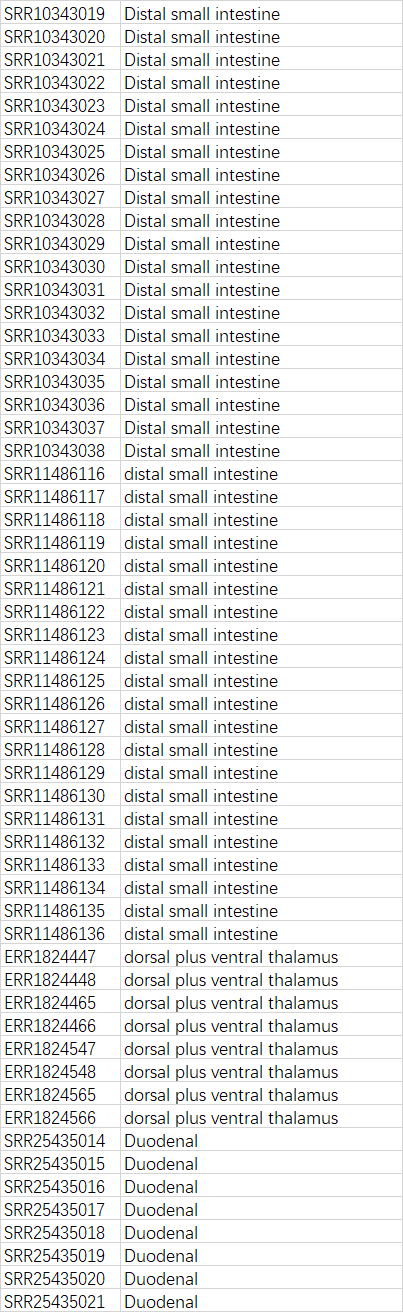 SRR10343019 Distal small intestine
SRR10343020 Distal small intestine
SRR10343021 Distal small intestine
SRR10343022 Distal small intestine
SRR10343023 Distal small intestine
SRR10343024 Distal small intestine
SRR10343025 Distal small intestine
SRR10343026 Distal small intestine
SRR10343027 Distal small intestine
SRR10343028 Distal small intestine
SRR10343029 Distal small intestine
SRR10343030 Distal small intestine
SRR10343031 Distal small intestine
SRR10343032 Distal small intestine
SRR10343033 Distal small intestine
SRR10343034 Distal small intestine
SRR10343035 Distal small intestine
SRR10343036 Distal small intestine
SRR10343037 Distal small intestine
SRR10343038 Distal small intestine
SRR11486116 distal small intestine
SRR11486117 distal small intestine
SRR11486118 distal small intestine
SRR11486119 distal small intestine
SRR11486120 distal small intestine
SRR11486121 distal small intestine
SRR11486122 distal small intestine
SRR11486123 distal small intestine
SRR11486124 distal small intestine
SRR11486125 distal small intestine
SRR11486126 distal small intestine
SRR11486127 distal small intestine
SRR11486128 distal small intestine
SRR11486129 distal small intestine
SRR11486130 distal small intestine
SRR11486131 distal small intestine
SRR11486132 distal small intestine
SRR11486133 distal small intestine
SRR11486134 distal small intestine
SRR11486135 distal small intestine
SRR11486136 distal small intestine
ERR1824447 dorsal plus ventral thalamus
ERR1824448 dorsal plus ventral thalamus
ERR1824465 dorsal plus ventral thalamus
ERR1824466 dorsal plus ventral thalamus
ERR1824547 dorsal plus ventral thalamus
ERR1824548 dorsal plus ventral thalamus
ERR1824565 dorsal plus ventral thalamus
ERR1824566 dorsal plus ventral thalamus
SRR25435014 Duodenal
SRR25435015 Duodenal
SRR25435016 Duodenal
SRR25435017 Duodenal
SRR25435018 Duodenal
SRR25435019 Duodenal
SRR25435020 Duodenal
SRR25435021 Duodenal